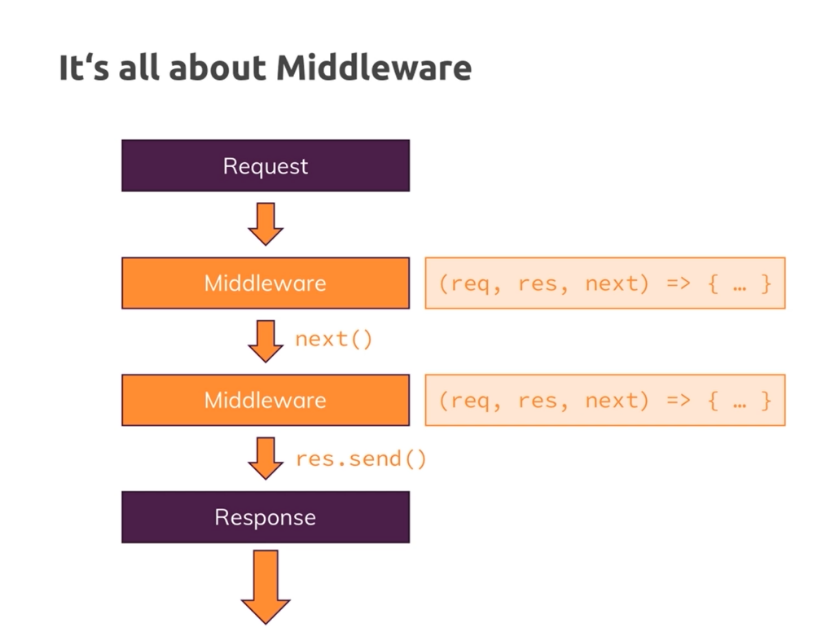 It‘s all about Middleware
Request
Middleware
(req, res, next) => { … }
next()
Middleware
(req, res, next) => { … }
res.send()
Response